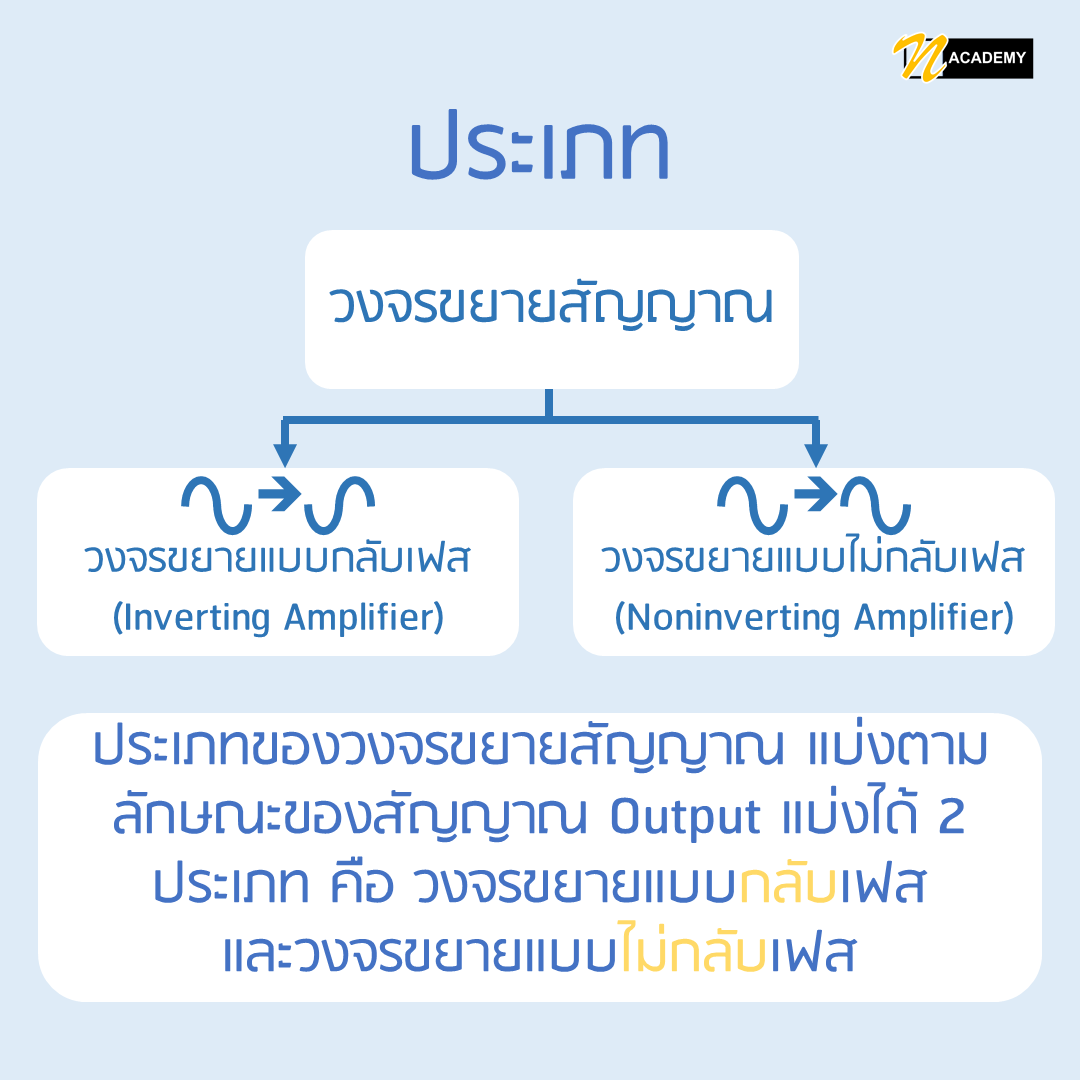 n ACADEMY
ประเภท
วงจรขยายสัญญาณ
วงจรขยายแบบกลับเฟส
(Inverting Amplifier)
วงจรขยายแบบไม่กลับเฟส
(Noninverting Amplifier)
ประเภทของวงจรขยายสัญญาณ แบ่งตาม
ลักษณะของสัญญาณ Output แบ่งได้ 2
ประเภท คือ วงจรขยายแบบกลับเฟส
และวงจรขยายแบบไม่กลับเฟส